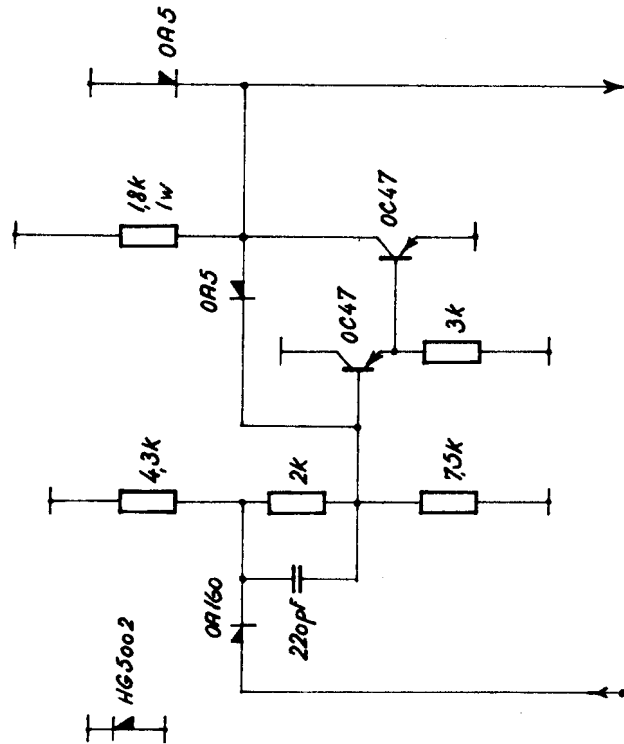 OA5
1,8K
1W
OA5
OC47
OC47
3K
4,3K
2K
7,5K
OA160
220pF
HG5002